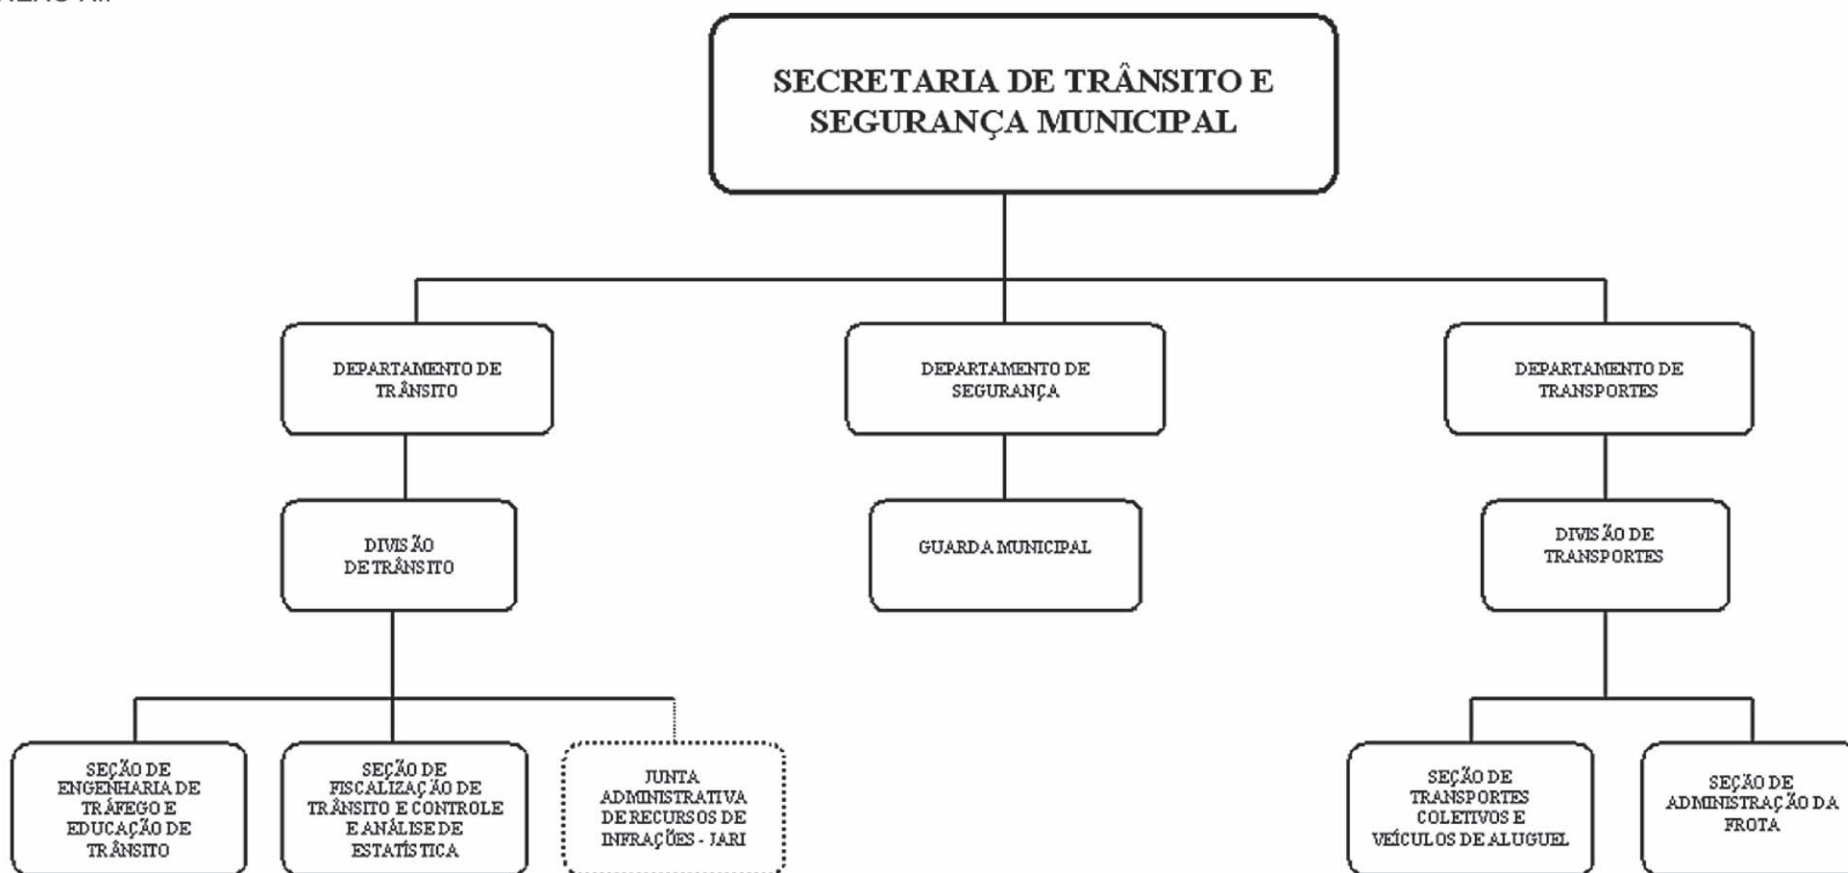 SECRETARIA DE TRÂNSITO E
SEGURANÇA MUNICIPAL
DEPARTAMENTO DE
TRÂNSITO
DEPARTAMENTO DE
SEGURANÇA
DEPARTAMENTO DE
TRANSPORTES
DIVISÃO
DE TRÂNSITO
GUARDA MUNICIPAL
DIVISÃO DE
TRANSPORTES
SEÇÃO DE
ENGENHARIA DE
TRÁFEGO E
EDUCAÇÃO DE
TRÂNSITO
SEÇÃO DE
FISCALIZAÇÃO DE
TRÂNSITO E CONTROLE
E ANÁLISE DE
ESTATÍSTICA
JUNTA
ADMINISTRATIVA
DE RECURSOS DE
INFRAÇÕES - JARI
SEÇÃO DE
TRANSPORTES
COLETIVOS E
VEÍCULOS DE ALUGUEL
SEÇÃO DE
ADMINISTRAÇÃO DA
FROTA